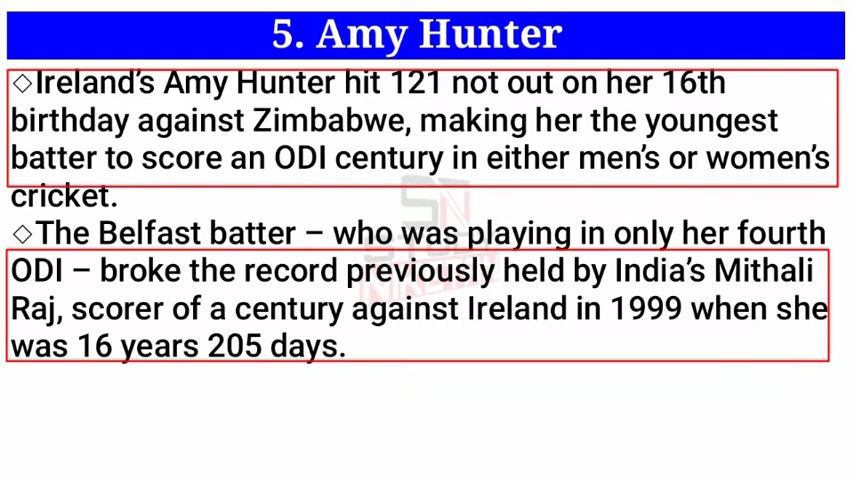 5. Amy Hunter
◇Ireland's Amy Hunter hit 121 not out on her 16th
birthday against Zimbabwe, making her the youngest
batter to score an ODI century in either men's or women's
cricket.
◇The Belfast batter – who was playing in only her fourth
ODI – broke the record previously held by India's Mithali
Raj, scorer of a century against Ireland in 1999 when she
was 16 years 205 days.